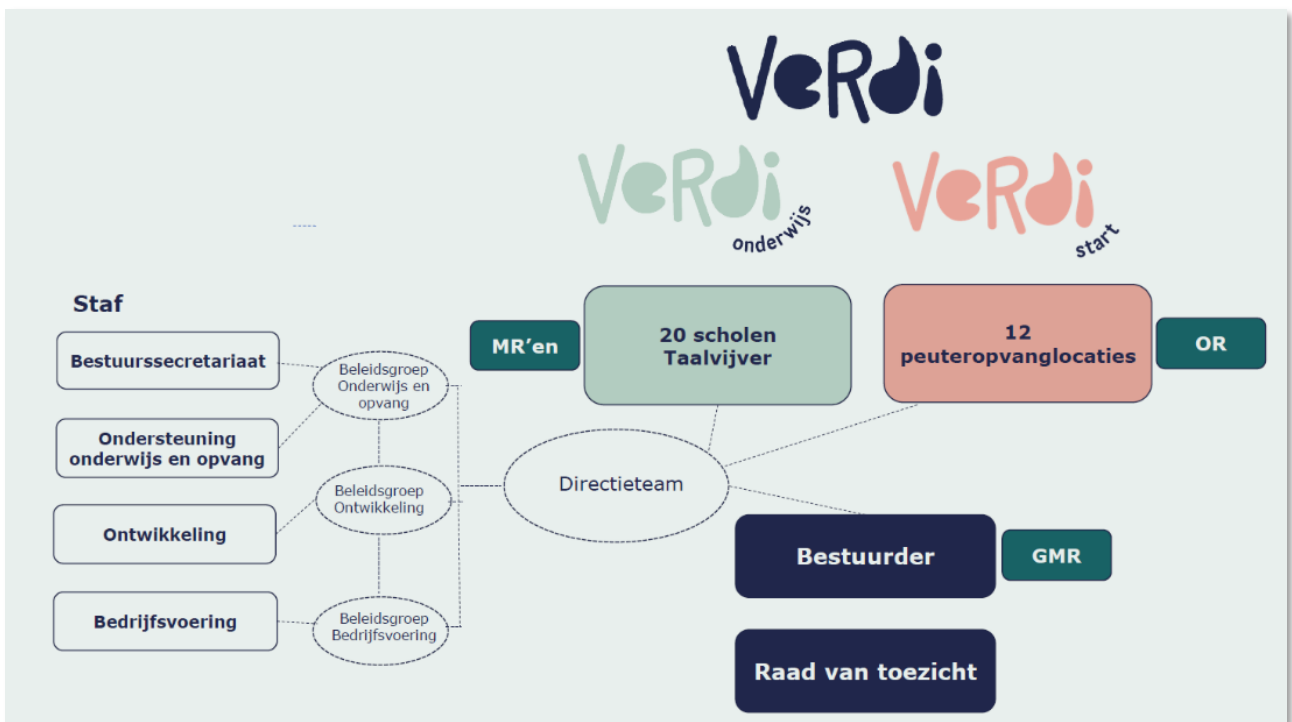 VeRdi
VeRdi
onderwijs
VeRdi
start
Staf
Bestuurssecretariaat
Ondersteuning
onderwijs en opvang
Ontwikkeling
Bedrijfsvoering
Beleidsgroep
Onderwijs en
opvang
Beleidsgroep
Ontwikkeling
Beleidsgroep
Bedrijfsvoering
MR’en
20 scholen
Taalvijver
12
peuteropvanglocaties
OR
Directieteam
Bestuurder
GMR
Raad van toezicht